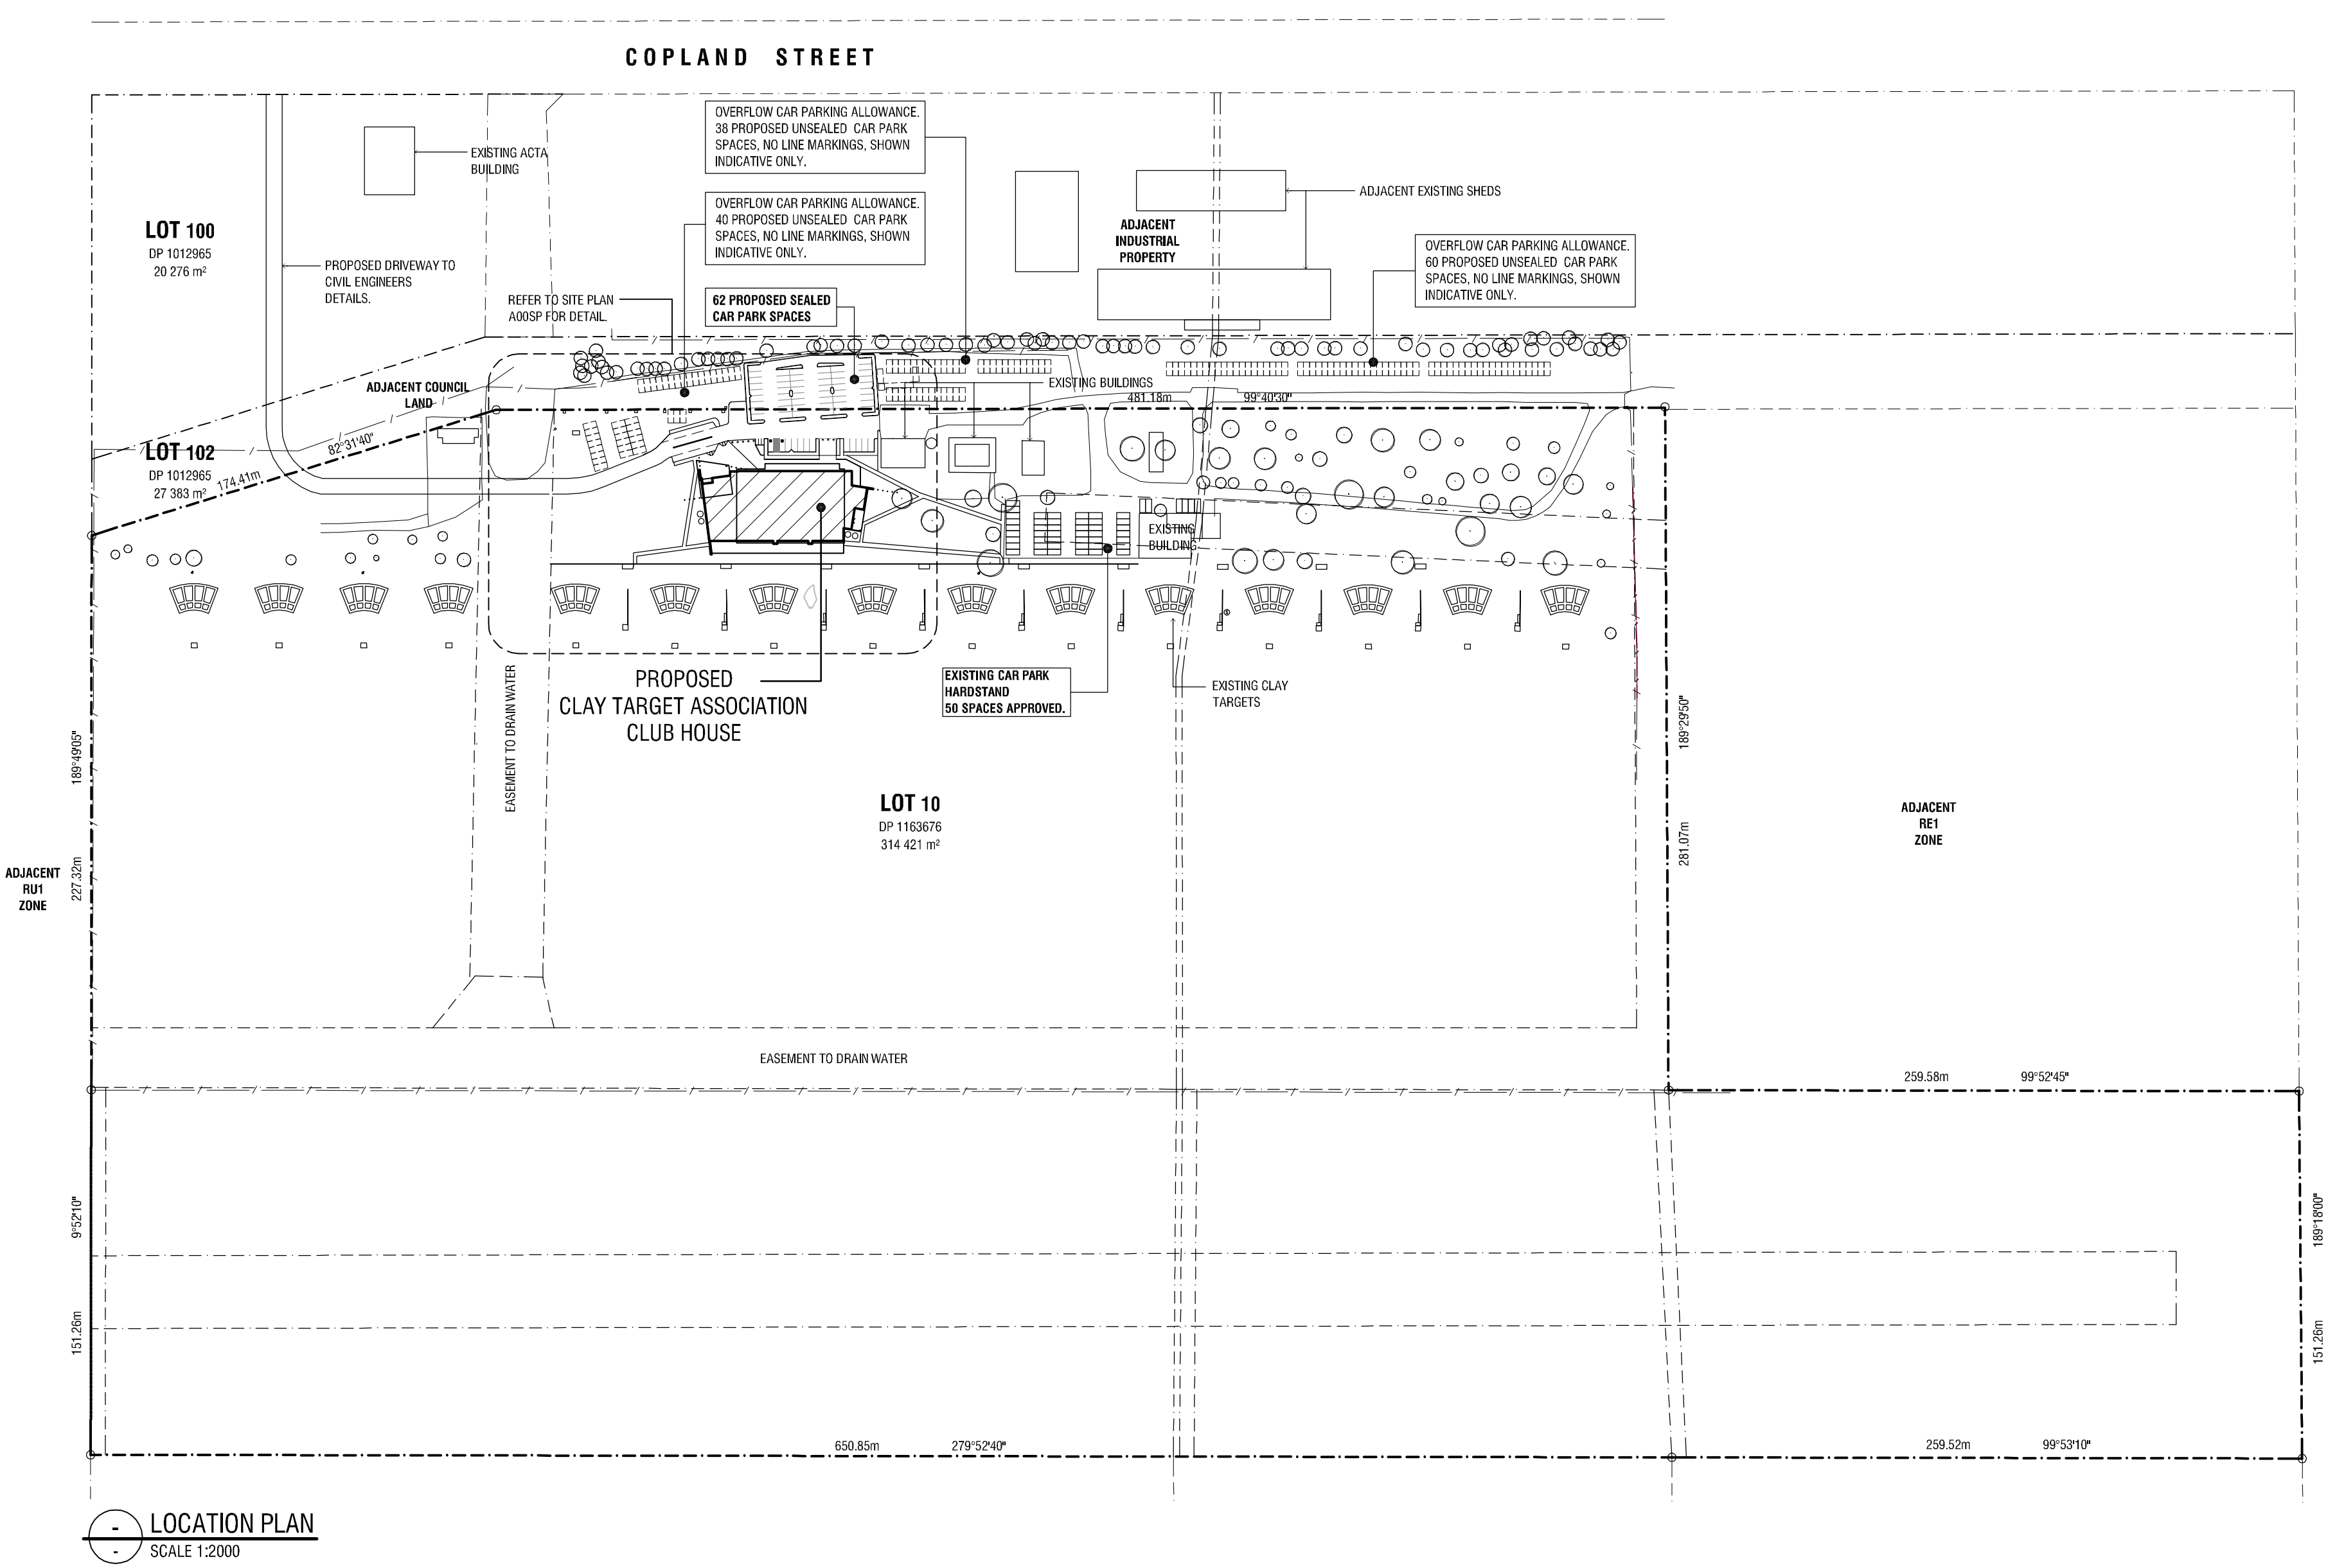 COPLAND STREET
OVERFLOW CAR PARKING ALLOWANCE.
38 PROPOSED UNSEALED CAR PARK
SPACES, NO LINE MARKINGS, SHOWN
INDICATIVE ONLY.
EXISTING ACTA
BUILDING
OVERFLOW CAR PARKING ALLOWANCE.
40 PROPOSED UNSEALED CAR PARK
SPACES, NO LINE MARKINGS, SHOWN
INDICATIVE ONLY.
ADJACENT EXISTING SHEDS
LOT 100
DP 1012965
20 276 m²
ADJACENT
INDUSTRIAL
PROPERTY
OVERFLOW CAR PARKING ALLOWANCE.
60 PROPOSED UNSEALED CAR PARK
SPACES, NO LINE MARKINGS, SHOWN
INDICATIVE ONLY.
PROPOSED DRIVEWAY TO
CIVIL ENGINEERS
DETAILS.
REFER TO SITE PLAN
A00SP FOR DETAIL.
62 PROPOSED SEALED
CAR PARK SPACES
ADJACENT COUNCIL
LAND
EXISTING BUILDINGS
481.18m 99°40'30"
LOT 102
DP 1012965
27 383 m²
174.41m
82°31'40"
EXISTING
BUILDING
PROPOSED
CLAY TARGET ASSOCIATION
CLUB HOUSE
EXISTING CAR PARK
HARDSTAND
50 SPACES APPROVED.
EXISTING CLAY
TARGETS
EASEMENT TO DRAIN WATER
189°49'05"
227.32m
189°29'50"
281.07m
LOT 10
DP 1163676
314 421 m²
ADJACENT
RE1
ZONE
ADJACENT
RU1
ZONE
EASEMENT TO DRAIN WATER
259.58m 99°52'45"
9°52'10"
151.26m
189°18'00"
151.26m
650.85m 279°52'40"
259.52m 99°53'10"
-
-
LOCATION PLAN
SCALE 1:2000